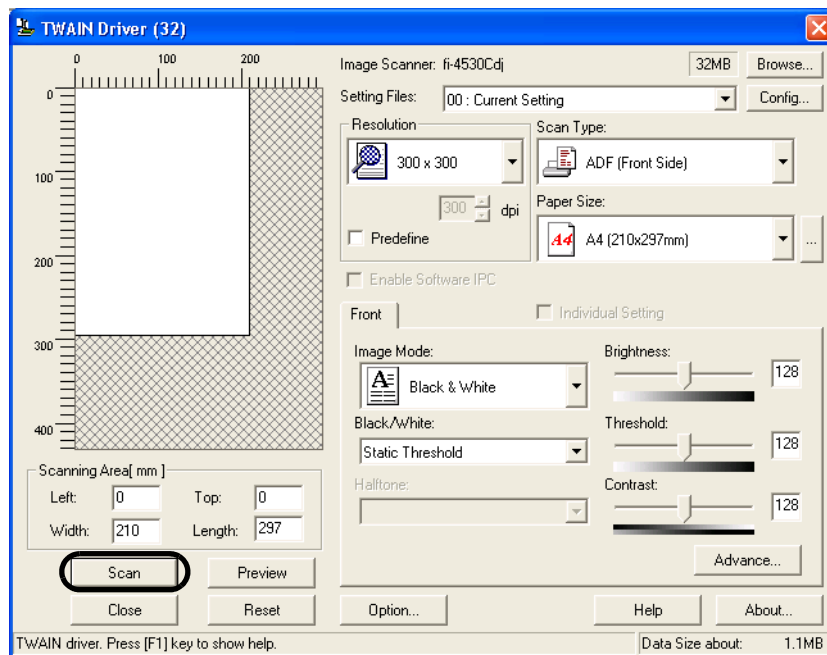 TWAIN Driver (32)
0 100 200
0
100
200
300
400
Image Scanner: fi-4530Cdj 32MB Browse...
Setting Files: 00 : Current Setting Config...
Resolution
300 x 300
300 dpi
Predefine
Scan Type:
ADF (Front Side)
Paper Size:
A4 A4 (210x297mm) ...
Enable Software IPC
Front Individual Setting
Image Mode:
A Black & White
Black/White:
Static Threshold
Halftone:
Brightness:
128
Threshold:
128
Contrast:
128
Advance...
Scanning Area[ mm ]
Left: 0 Top: 0
Width: 210 Length: 297
Scan Preview
Close Reset Option... Help About...
TWAIN driver. Press [F1] key to show help. Data Size about: 1.1MB